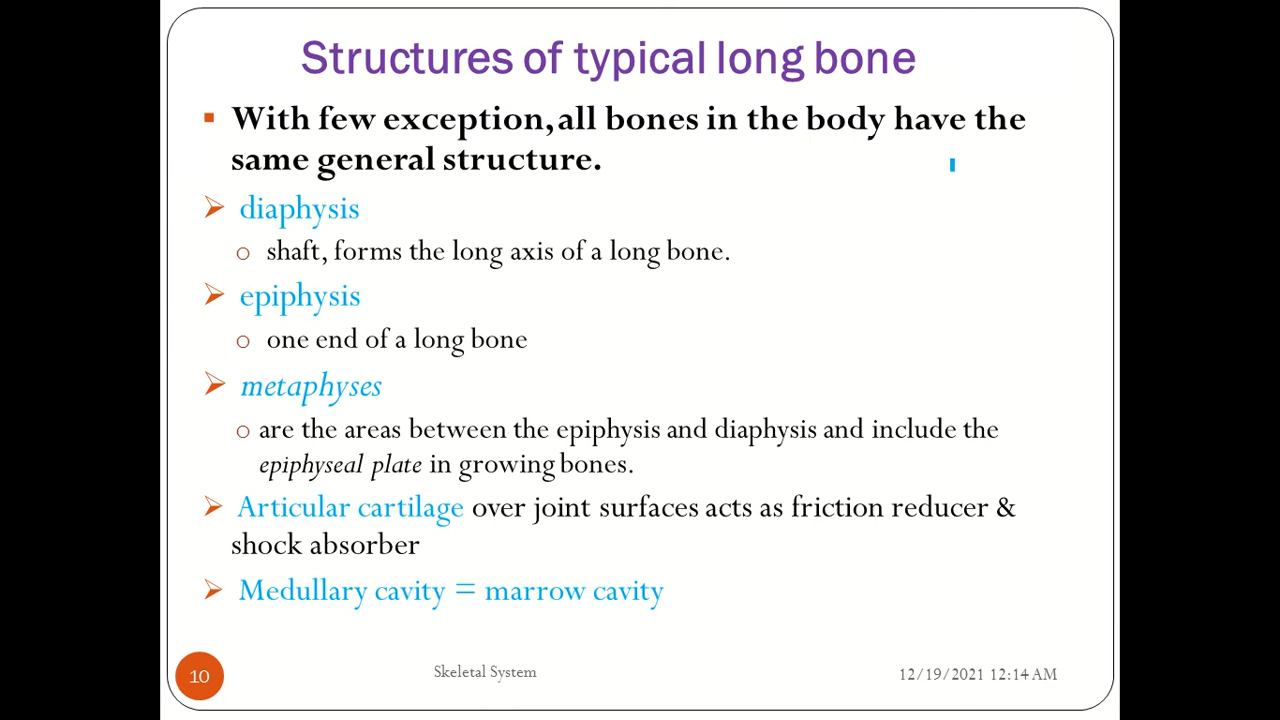 Structures of typical long bone
With few exception, all bones in the body have the
same general structure.
diaphysis
shaft, forms the long axis of a long bone.
epiphysis
one end of a long bone
metaphyses
are the areas between the epiphysis and diaphysis and include the
epiphyseal plate in growing bones.
Articular cartilage over joint surfaces acts as friction reducer &
shock absorber
Medullary cavity = marrow cavity
10
Skeletal System
12/19/2021 12:14 AM